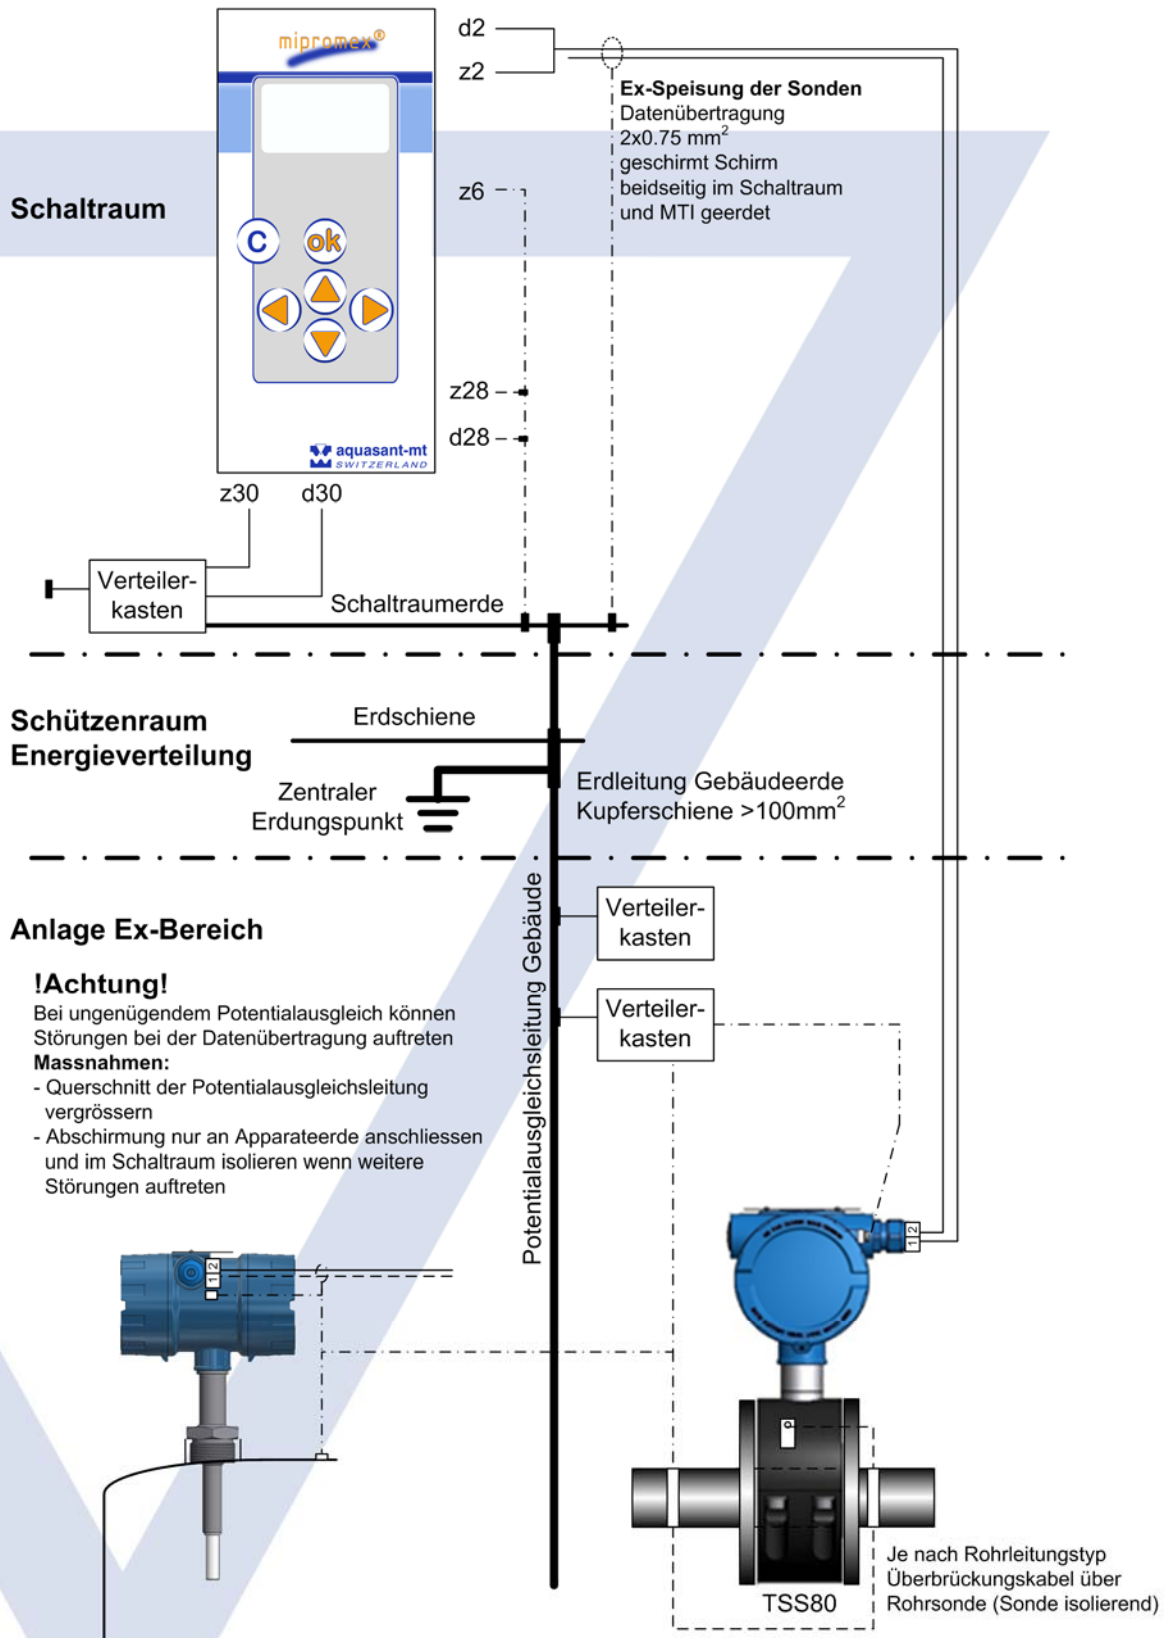 mipromex®
d2
z2
Ex-Speisung der Sonden
Datenübertragung
2x0.75 mm²
geschirmt Schirm
beidseitig im Schaltraum
und MTI geerdet
Schaltraum
z6
C
ok
z28
d28
aquasant-mt
SWITZERLAND
z30
d30
Verteiler-
kasten
Schaltraumerde
Schützenraum
Energieverteilung
Erdschiene
Zentraler
Erdungspunkt
Erdleitung Gebäudeerde
Kupferschiene >100mm²
Anlage Ex-Bereich
!Achtung!
Bei ungenügendem Potentialausgleich können
Störungen bei der Datenübertragung auftreten
Massnahmen:
- Querschnitt der Potentialausgleichsleitung
vergrössern
- Abschirmung nur an Apparateerde anschliessen
und im Schaltraum isolieren wenn weitere
Störungen auftreten
Potentialausgleichsleitung Gebäude
Verteiler-
kasten
Verteiler-
kasten
1 2
1 2
TSS80
Je nach Rohrleitungstyp
Überbrückungskabel über
Rohrsonde (Sonde isolierend)